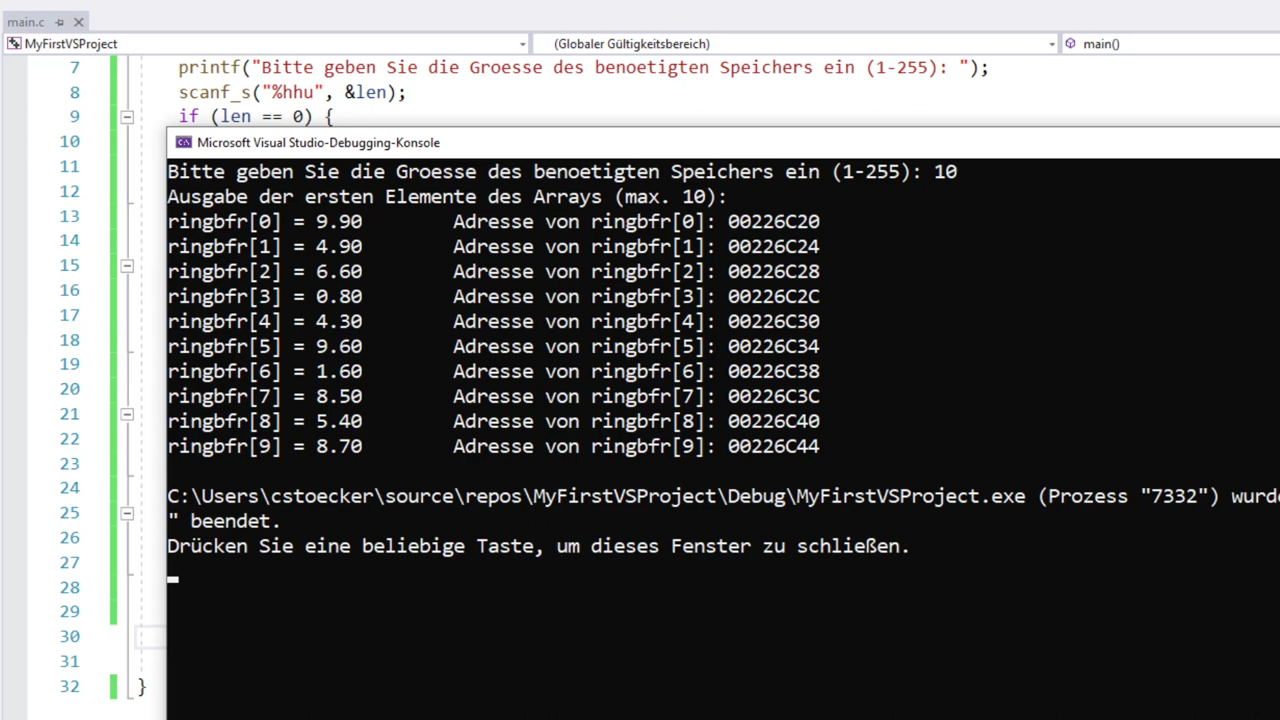 main.c
MyFirstVSProject (Globaler Gültigkeitsbereich) main()
7 printf("Bitte geben Sie die Groesse des benoetigten Speichers ein (1-255): ");
8 scanf_s("%hhu", &len);
9 if (len == 0) {
10 Microsoft Visual Studio-Debugging-Konsole
11 Bitte geben Sie die Groesse des benoetigten Speichers ein (1-255): 10
12 Ausgabe der ersten Elemente des Arrays (max. 10):
13 ringbfr[0] = 9.90 Adresse von ringbfr[0]: 00226C20
14 ringbfr[1] = 4.90 Adresse von ringbfr[1]: 00226C24
15 ringbfr[2] = 6.60 Adresse von ringbfr[2]: 00226C28
16 ringbfr[3] = 0.80 Adresse von ringbfr[3]: 00226C2C
17 ringbfr[4] = 4.30 Adresse von ringbfr[4]: 00226C30
18 ringbfr[5] = 9.60 Adresse von ringbfr[5]: 00226C34
19 ringbfr[6] = 1.60 Adresse von ringbfr[6]: 00226C38
20 ringbfr[7] = 8.50 Adresse von ringbfr[7]: 00226C3C
21 ringbfr[8] = 5.40 Adresse von ringbfr[8]: 00226C40
22 ringbfr[9] = 8.70 Adresse von ringbfr[9]: 00226C44
23
24 C:\Users\cstoecker\source\repos\MyFirstVSProject\Debug\MyFirstVSProject.exe (Prozess "7332") wurde
25 " beendet.
26 Drücken Sie eine beliebige Taste, um dieses Fenster zu schließen.
27
28
29
30
31
32 }